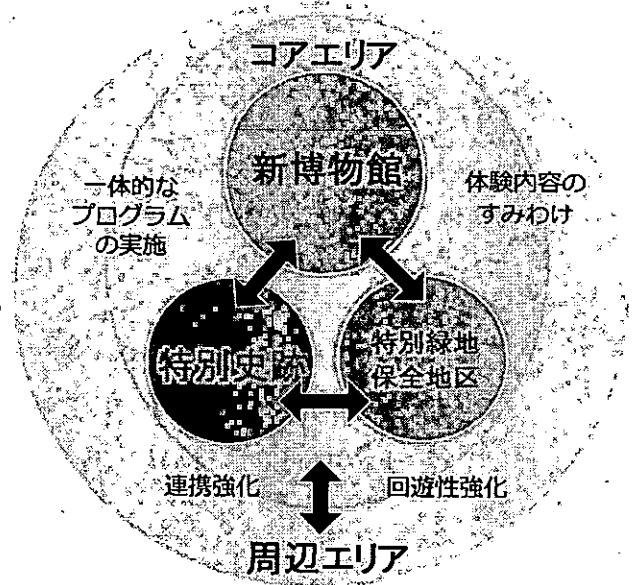 コアエリア
新博物館
一体的な
プログラム
の実施
体験内容の
すみわけ
特別史跡
特別緑地
保全地区
連携強化
回遊性強化
周辺エリア